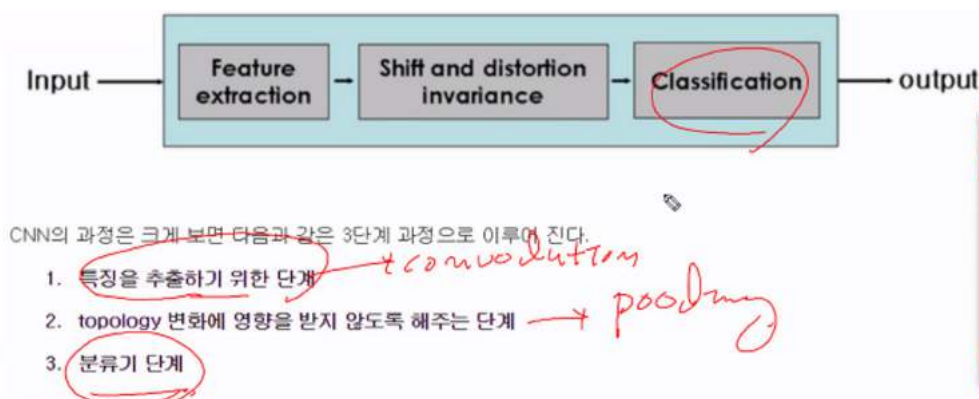 Input Feature extraction Shift and distortion invariance Classification output
CNN의 과정은 크게 보면 다음과 같은 3단계 과정으로 이루어 진다.
1. 특징을 추출하기 위한 단계 convolution
2. topology 변화에 영향을 받지 않도록 해주는 단계 pooling
3. 분류기 단계